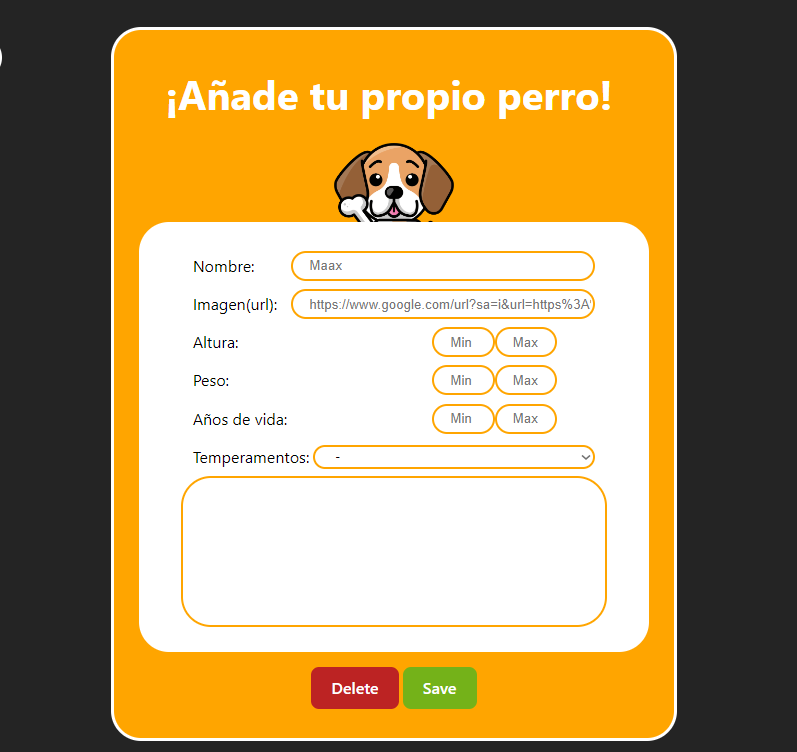 ¡Añade tu propio perro!
Nombre: Maax
Imagen(url): https://www.google.com/url?sa=i&url=https%3A
Altura: Min Max
Peso: Min Max
Años de vida: Min Max
Temperamentos: -
Delete Save